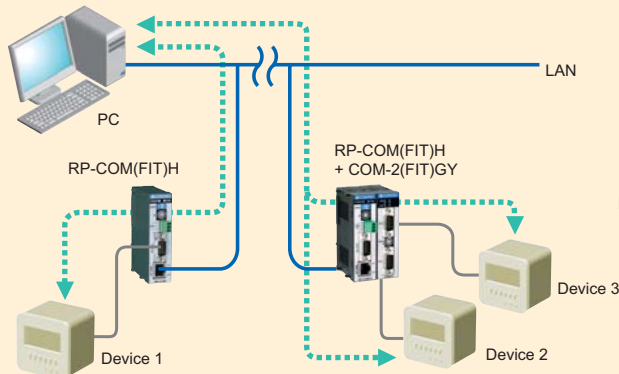 LAN
PC
RP-COM(FIT)H
RP-COM(FIT)H
+ COM-2(FIT)GY
Device 3
Device 2
Device 1